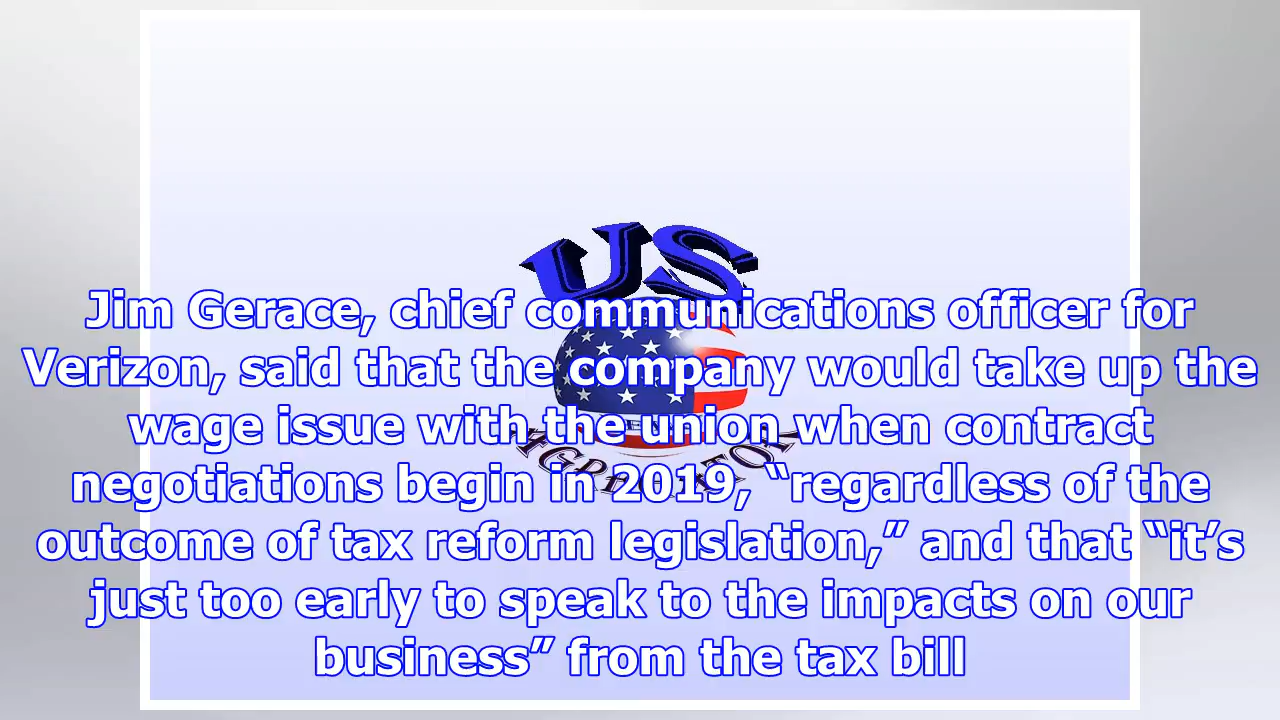 US
Jim Gerace, chief communications officer for
Verizon, said that the company would take up the
wage issue with the union when contract
negotiations begin in 2019, “regardless of the
outcome of tax reform legislation,” and that “it’s
just too early to speak to the impacts on our
business” from the tax bill